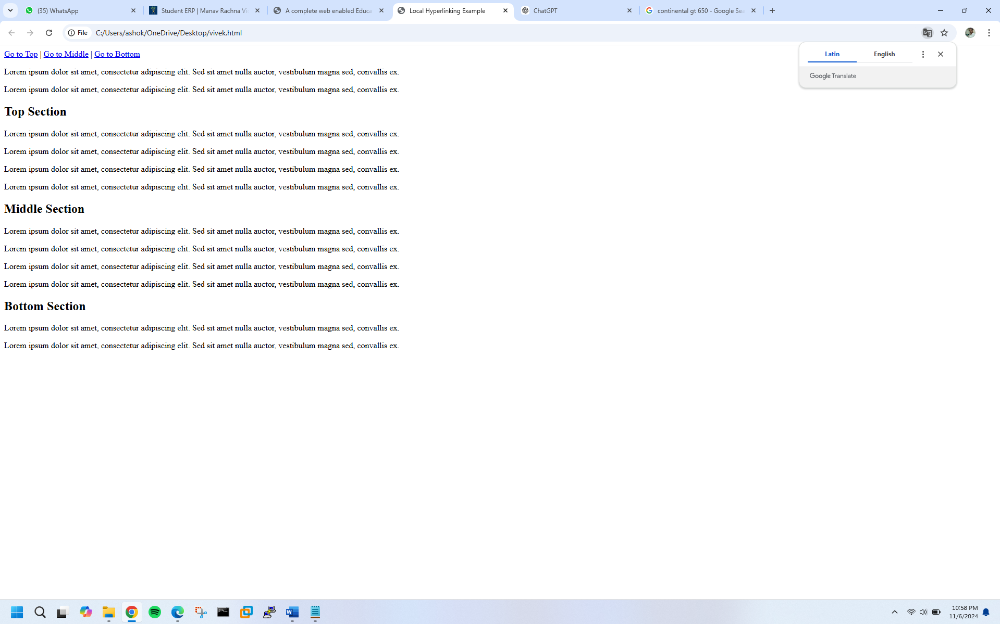 (35) WhatsApp
Student ERP | Manav Rachna
A complete web enabled Educa
Local Hyperlinking Example
ChatGPT
continental gt 650 - Google Sea
File
C:/Users/ashok/OneDrive/Desktop/vivek.html
Go to Top | Go to Middle | Go to Bottom
Latin
English
Google Translate
Lorem ipsum dolor sit amet, consectetur adipiscing elit. Sed sit amet nulla auctor, vestibulum magna sed, convallis ex.
Lorem ipsum dolor sit amet, consectetur adipiscing elit. Sed sit amet nulla auctor, vestibulum magna sed, convallis ex.
Top Section
Lorem ipsum dolor sit amet, consectetur adipiscing elit. Sed sit amet nulla auctor, vestibulum magna sed, convallis ex.
Lorem ipsum dolor sit amet, consectetur adipiscing elit. Sed sit amet nulla auctor, vestibulum magna sed, convallis ex.
Lorem ipsum dolor sit amet, consectetur adipiscing elit. Sed sit amet nulla auctor, vestibulum magna sed, convallis ex.
Lorem ipsum dolor sit amet, consectetur adipiscing elit. Sed sit amet nulla auctor, vestibulum magna sed, convallis ex.
Middle Section
Lorem ipsum dolor sit amet, consectetur adipiscing elit. Sed sit amet nulla auctor, vestibulum magna sed, convallis ex.
Lorem ipsum dolor sit amet, consectetur adipiscing elit. Sed sit amet nulla auctor, vestibulum magna sed, convallis ex.
Lorem ipsum dolor sit amet, consectetur adipiscing elit. Sed sit amet nulla auctor, vestibulum magna sed, convallis ex.
Lorem ipsum dolor sit amet, consectetur adipiscing elit. Sed sit amet nulla auctor, vestibulum magna sed, convallis ex.
Bottom Section
Lorem ipsum dolor sit amet, consectetur adipiscing elit. Sed sit amet nulla auctor, vestibulum magna sed, convallis ex.
Lorem ipsum dolor sit amet, consectetur adipiscing elit. Sed sit amet nulla auctor, vestibulum magna sed, convallis ex.
10:58 PM
11/6/2024